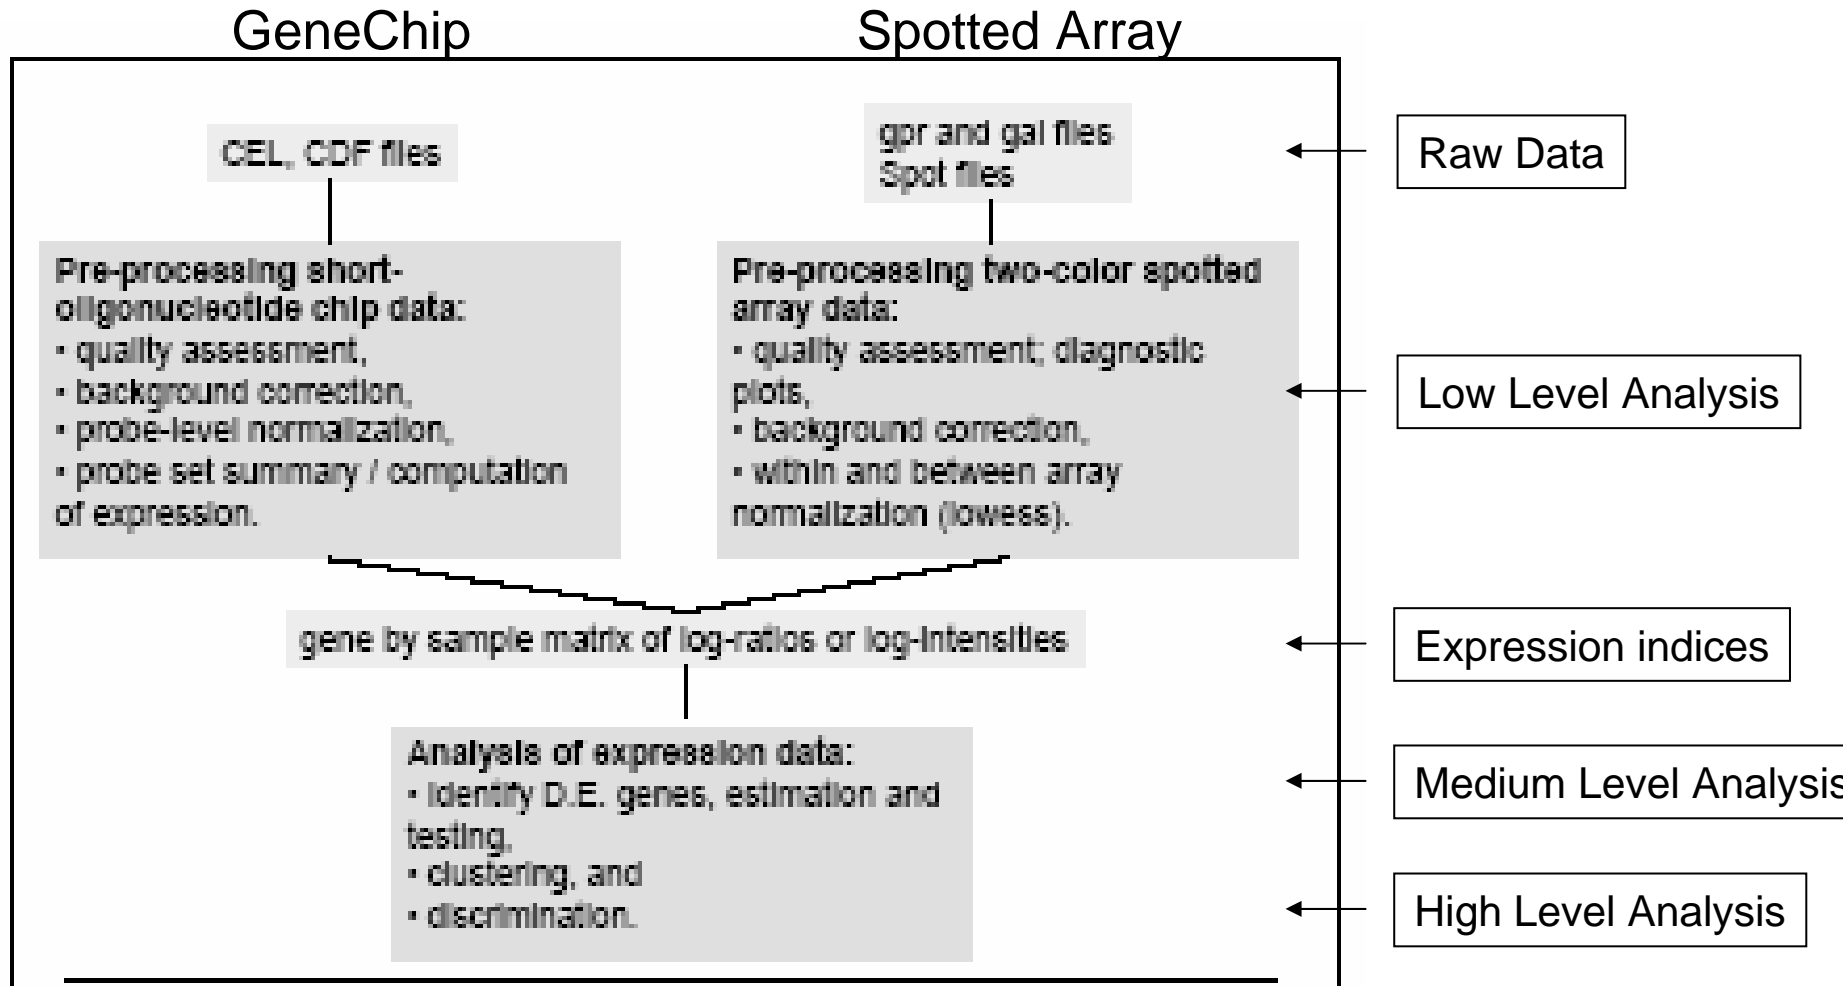 GeneChip
Spotted Array
CEL, CDF files
gpr and gal files
Spot files
Raw Data
Pre-processing short-
oligonucleotide chip data:
• quality assessment,
• background correction,
• probe-level normalization,
• probe set summary / computation
of expression.
Pre-processing two-color spotted
array data:
• quality assessment; diagnostic
plots,
• background correction,
• within and between array
normalization (lowess).
Low Level Analysis
gene by sample matrix of log-ratios or log-intensities
Expression indices
Analysis of expression data:
• Identify D.E. genes, estimation and
testing,
• clustering, and
• discrimination.
Medium Level Analysis
High Level Analysis